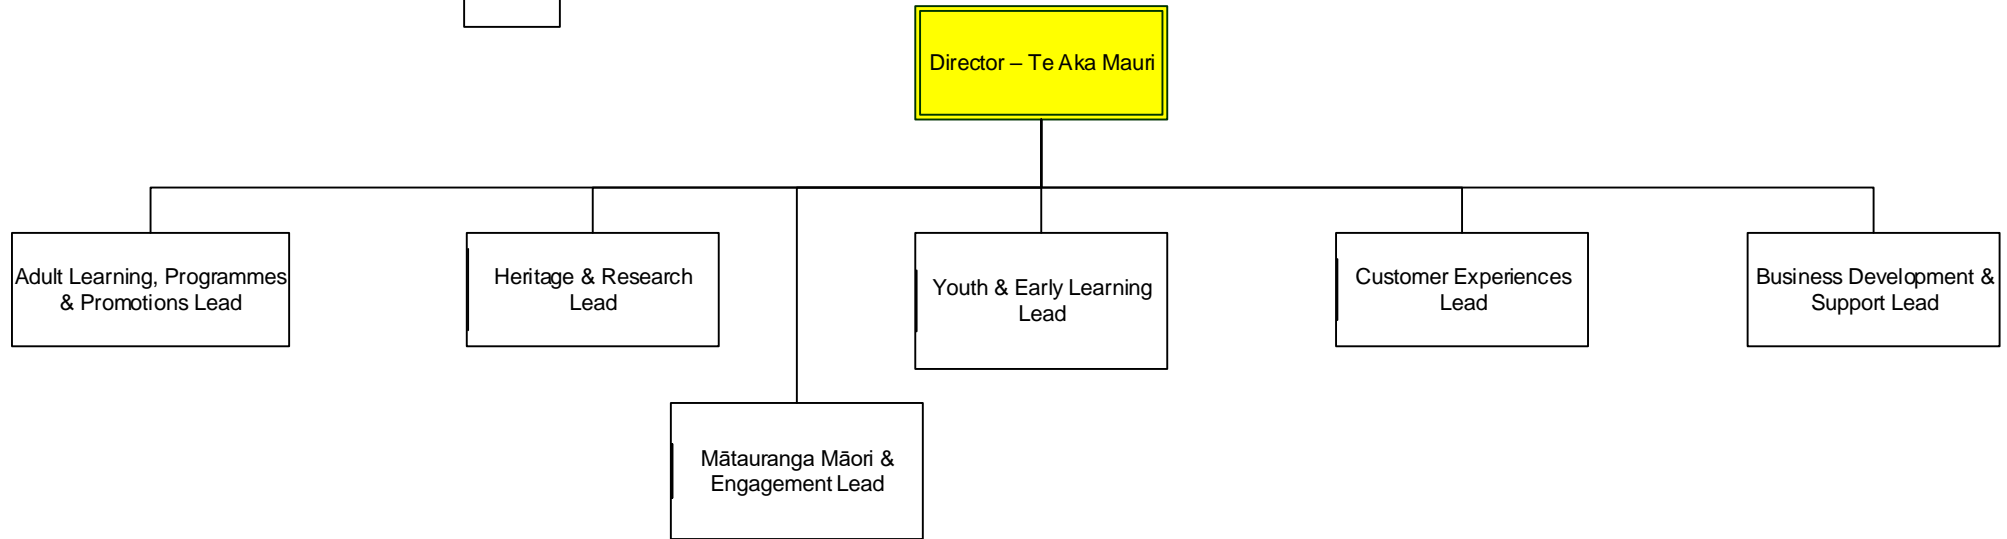 Director – Te Aka Mauri
Adult Learning, Programmes
& Promotions Lead
Heritage & Research
Lead
Youth & Early Learning
Lead
Customer Experiences
Lead
Business Development &
Support Lead
Mātauranga Māori &
Engagement Lead